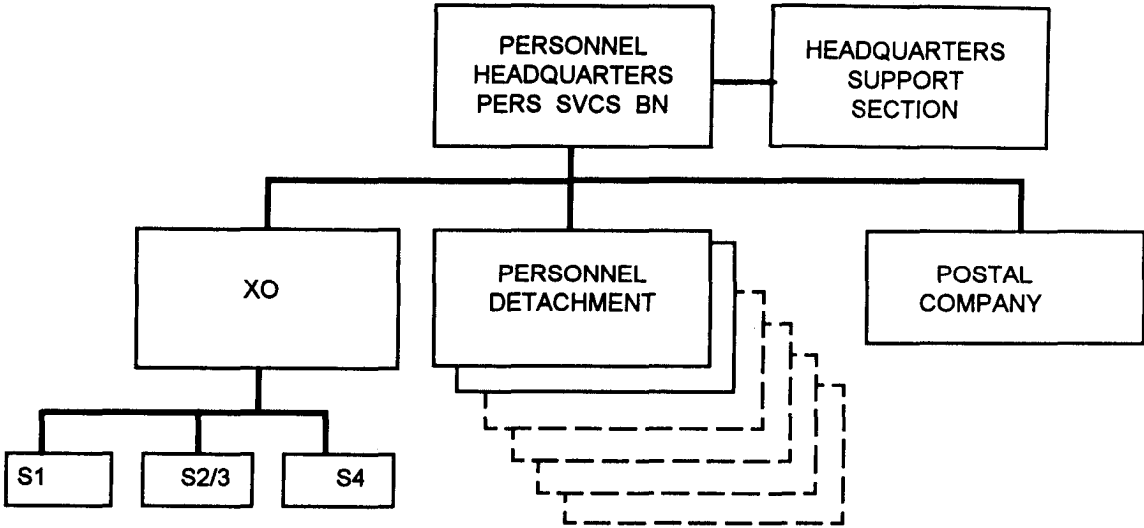 PERSONNEL
HEADQUARTERS
PERS SVCS BN
HEADQUARTERS
SUPPORT
SECTION
XO
PERSONNEL
DETACHMENT
POSTAL
COMPANY
S1
S2/3
S4